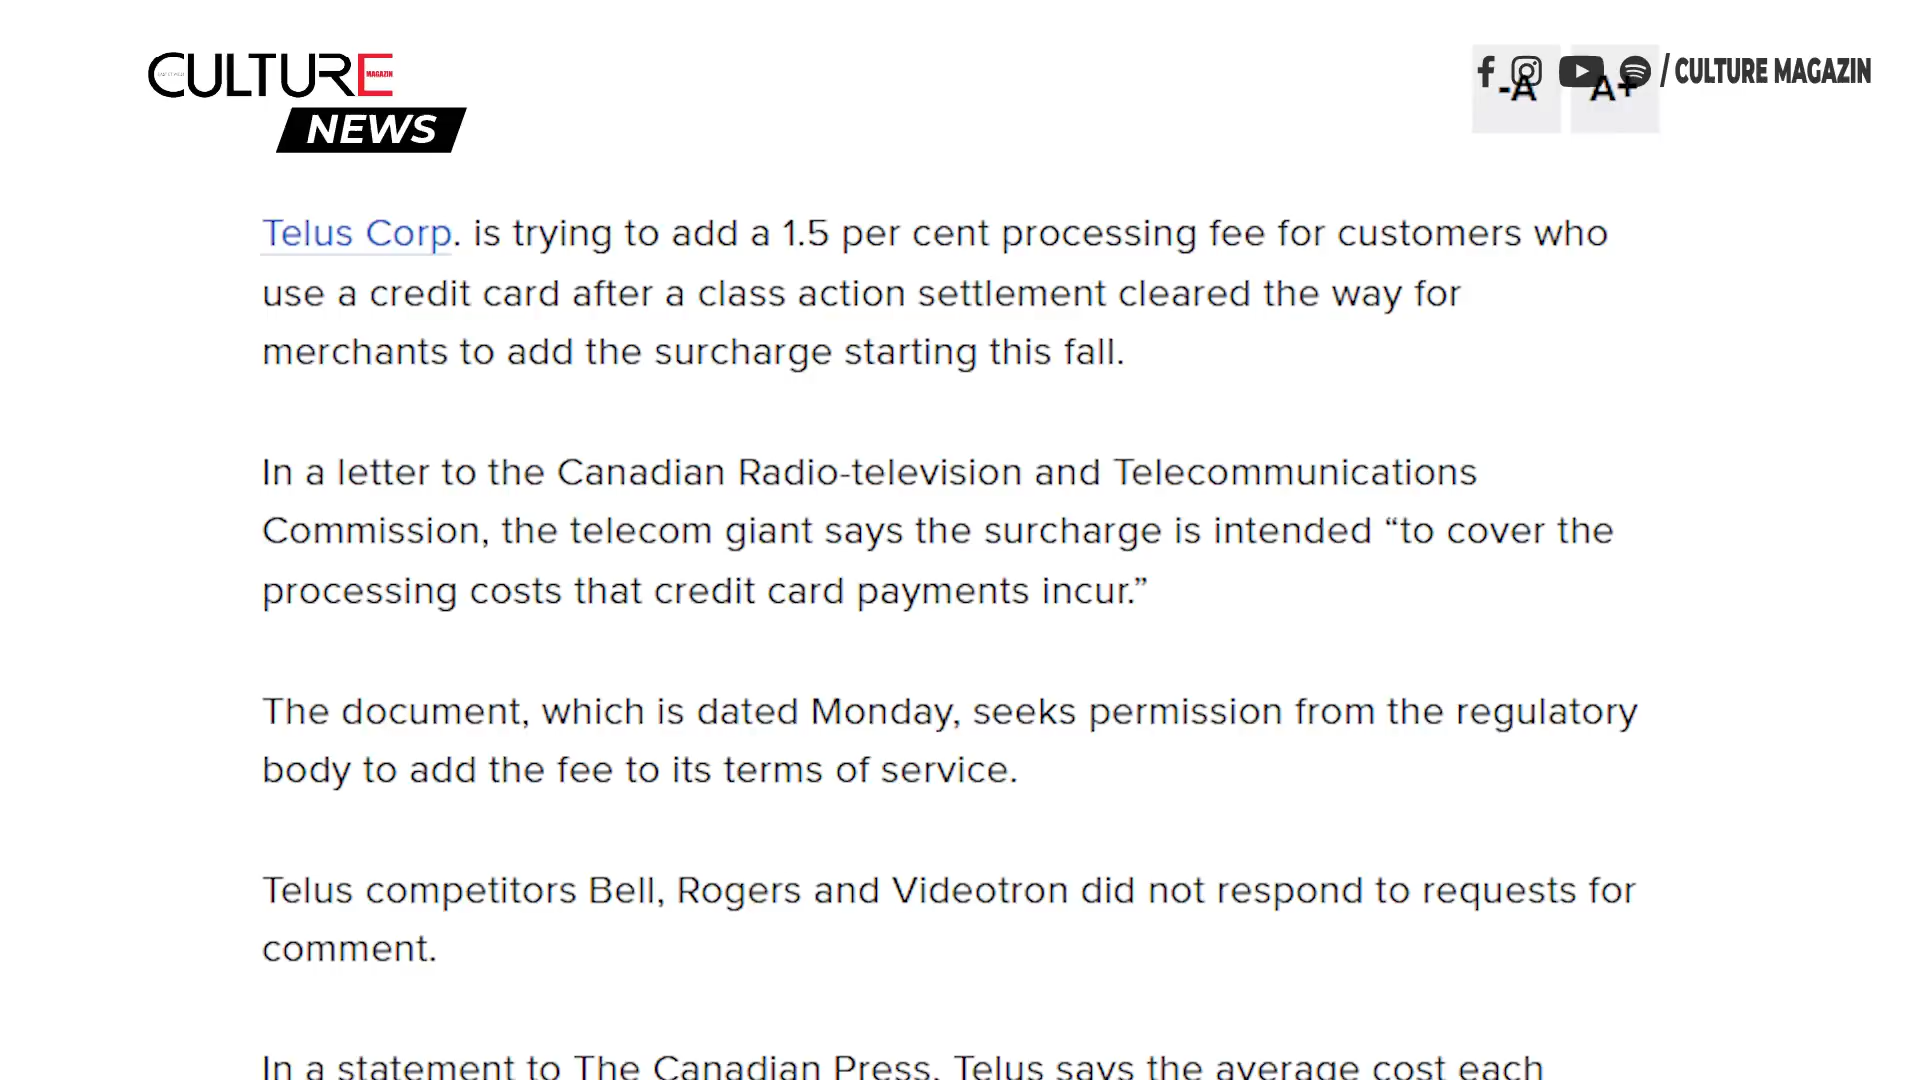 CULTURE
MAGAZIN
NEWS
/ CULTURE MAGAZIN
-A A+
Telus Corp. is trying to add a 1.5 per cent processing fee for customers who
use a credit card after a class action settlement cleared the way for
merchants to add the surcharge starting this fall.
In a letter to the Canadian Radio-television and Telecommunications
Commission, the telecom giant says the surcharge is intended “to cover the
processing costs that credit card payments incur.”
The document, which is dated Monday, seeks permission from the regulatory
body to add the fee to its terms of service.
Telus competitors Bell, Rogers and Videotron did not respond to requests for
comment.
In a statement to The Canadian Press, Telus says the average cost each